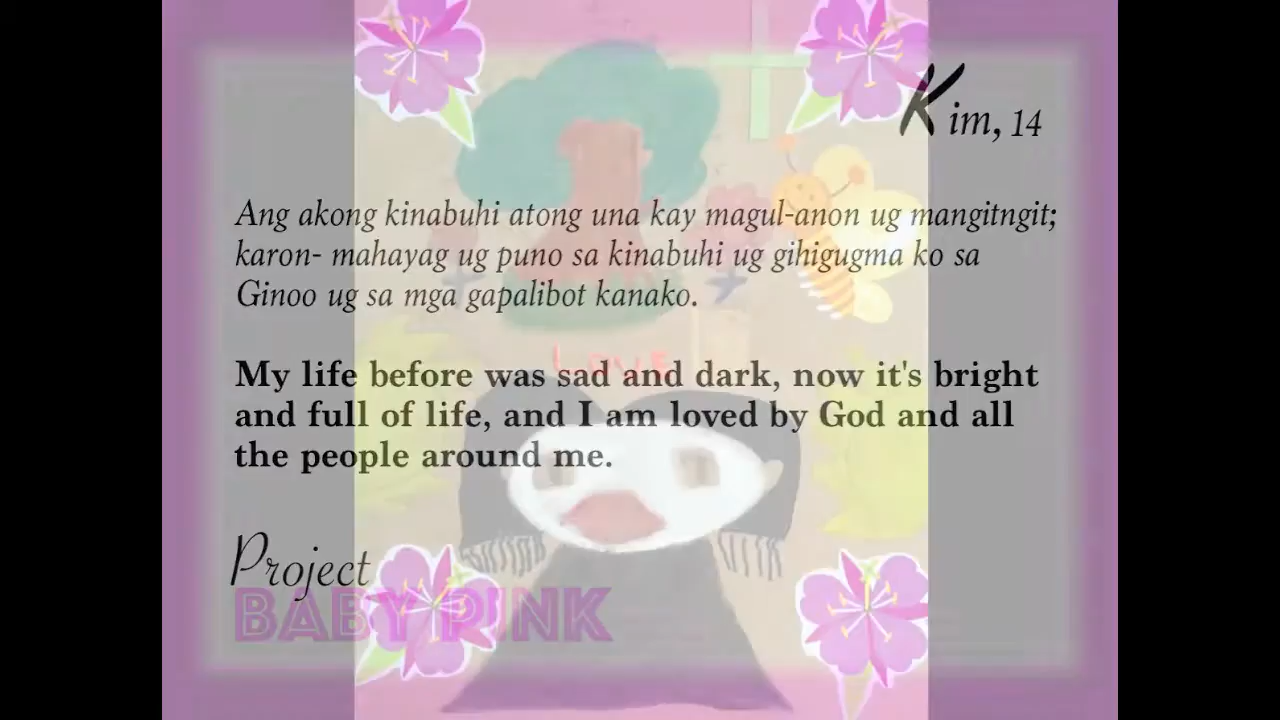 Kim, 14
Ang akong kinabuhi atong una kay magul-anon ug mangitngit;
karon- mahayag ug puno sa kinabuhi ug gihigugma ko sa
Ginoo ug sa mga gapalibot kanako.
LOVE
My life before was sad and dark, now it's bright
and full of life, and I am loved by God and all
the people around me.
Project
BABY PINK